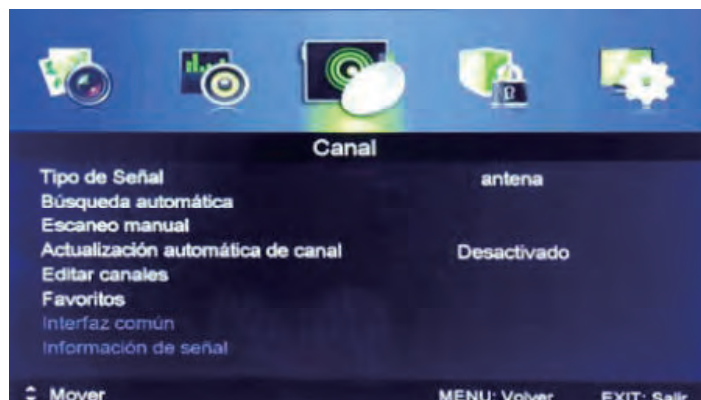 Canal
Tipo de Señal antena
Búsqueda automática
Escaneo manual
Actualización automática de canal Desactivado
Editar canales
Favoritos
Interfaz común
Información de señal
Mover MENU: Volver EXIT: Salir